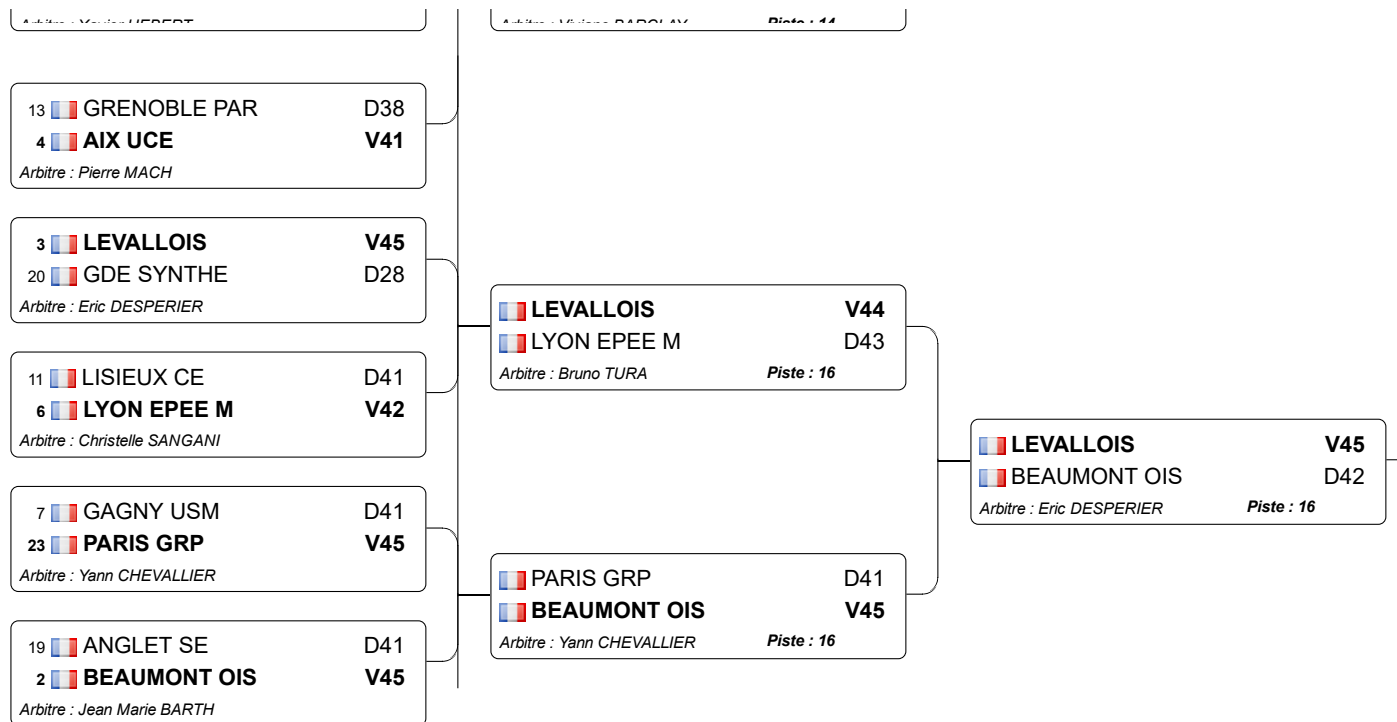 Piste : 14
13 GRENOBLE PAR D38
4 AIX UCE V41
Arbitre : Pierre MACH
3 LEVALLOIS V45
20 GDE SYNTHE D28
Arbitre : Eric DESPERIER
11 LISIEUX CE D41
6 LYON EPEE M V42
Arbitre : Christelle SANGANI
7 GAGNY USM D41
23 PARIS GRP V45
Arbitre : Yann CHEVALLIER
19 ANGLET SE D41
2 BEAUMONT OIS V45
Arbitre : Jean Marie BARTH
LEVALLOIS V44
LYON EPEE M D43
Arbitre : Bruno TURA Piste : 16
PARIS GRP D41
BEAUMONT OIS V45
Arbitre : Yann CHEVALLIER Piste : 16
LEVALLOIS V45
BEAUMONT OIS D42
Arbitre : Eric DESPERIER Piste : 16